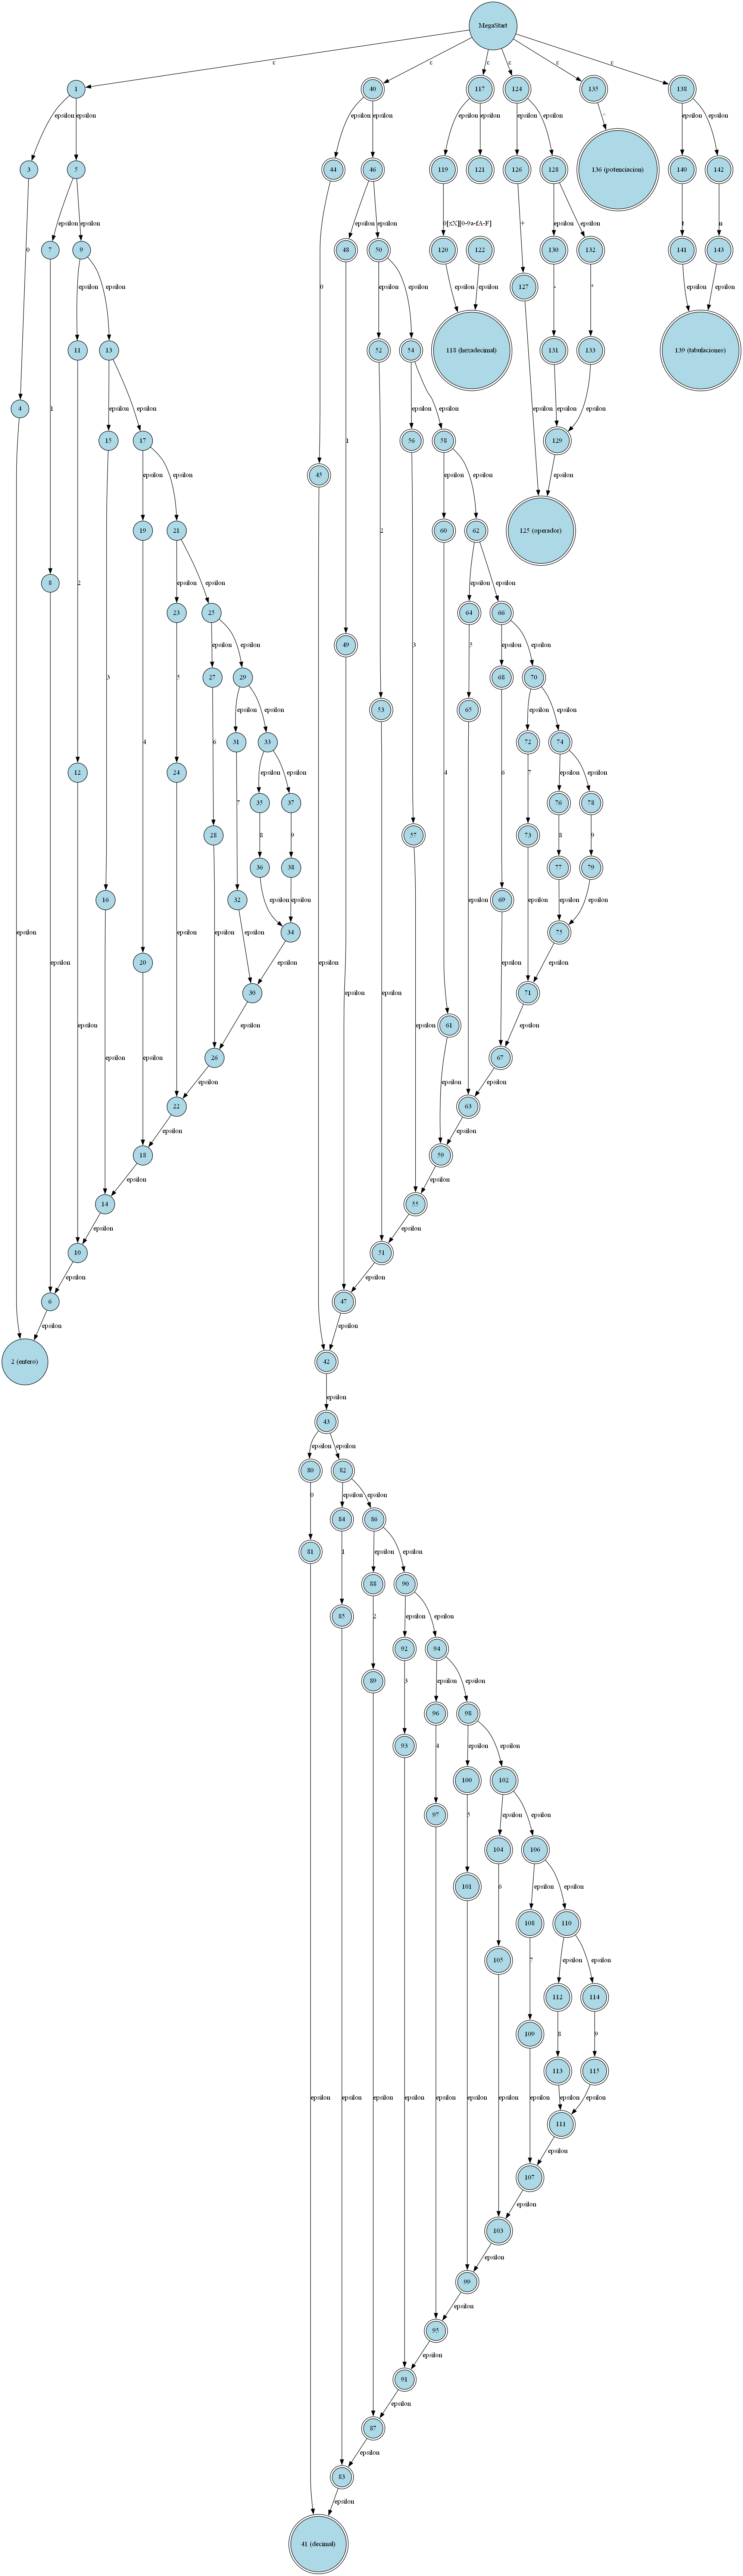 MegaStart
ε ε ε ε ε ε
1 40 117 124 135 138
epsilon epsilon epsilon epsilon epsilon epsilon epsilon epsilon epsilon epsilon
3 5 44 46 119 121 126 128 136 (potenciacion) 140 142
epsilon epsilon epsilon epsilon + epsilon epsilon t n
0 0[xX][0-9a-fA-F]
7 9 48 50 120 122 130 132 141 143
epsilon epsilon epsilon epsilon epsilon epsilon epsilon epsilon
0 127
11 13 52 54 118 (hexadecimal) 131 133 139 (tabulaciones)
4 1 epsilon epsilon epsilon epsilon epsilon epsilon epsilon
15 17 1 56 58 129
epsilon epsilon epsilon epsilon epsilon
45
19 21 2 60 62 125 (operador)
8 2 epsilon epsilon epsilon epsilon
23 25 49 3 64 66
3 5 epsilon epsilon 5 epsilon epsilon
27 29 68 70
epsilon epsilon 53 65 epsilon epsilon
4 6 31 33 72 74
12 24 7 epsilon epsilon 4 6 7 epsilon epsilon
35 37 76 78
28 8 9 57 73 8 9
36 38 77 79
16 32 epsilon epsilon 69 epsilon epsilon epsilon
epsilon epsilon epsilon epsilon epsilon epsilon 34 75
20 epsilon epsilon epsilon epsilon
epsilon 30 epsilon 71
epsilon epsilon epsilon 61 epsilon
26 67
epsilon epsilon epsilon epsilon
22 63
epsilon epsilon
18 59
epsilon epsilon
14 55
epsilon epsilon
10 51
epsilon epsilon
6 47
epsilon epsilon
2 (entero) 42
epsilon
43
epsilon epsilon
80 82
0 epsilon epsilon
84 86
81 1 epsilon epsilon
88 90
85 2 epsilon epsilon
92 94
89 3 epsilon epsilon
96 98
93 4 epsilon epsilon
100 102
97 5 epsilon epsilon
104 106
101 6 epsilon epsilon
108 110
105 7 epsilon epsilon
112 114
109 8 9
113 115
epsilon epsilon epsilon epsilon epsilon epsilon epsilon epsilon epsilon epsilon
111
epsilon
107
epsilon
103
epsilon
99
epsilon
95
epsilon
91
epsilon
87
epsilon
83
epsilon
41 (decimal)